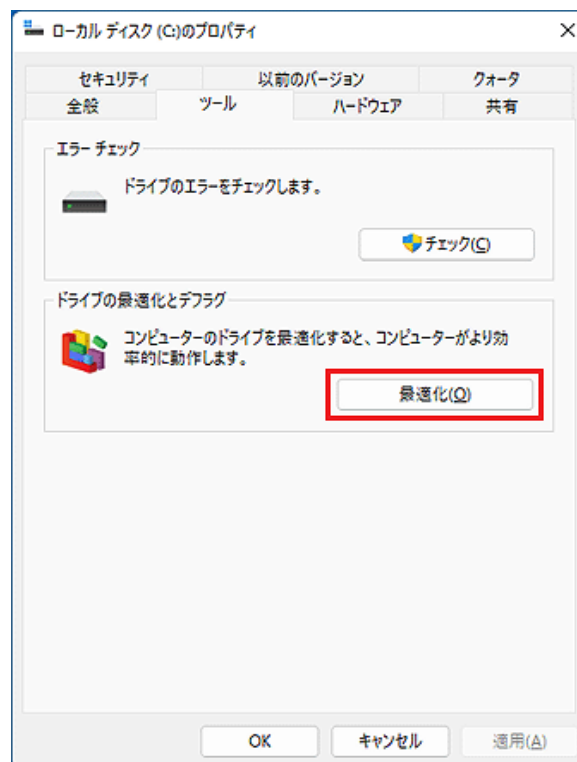 ローカル ディスク (C:)のプロパティ
セキュリティ 以前のバージョン クォータ
全般 ツール ハードウェア 共有
エラー チェック
ドライブのエラーをチェックします。
チェック(C)
ドライブの最適化とデフラグ
コンピューターのドライブを最適化すると、コンピューターがより効
率的に動作します。
最適化(O)
OK キャンセル 適用(A)